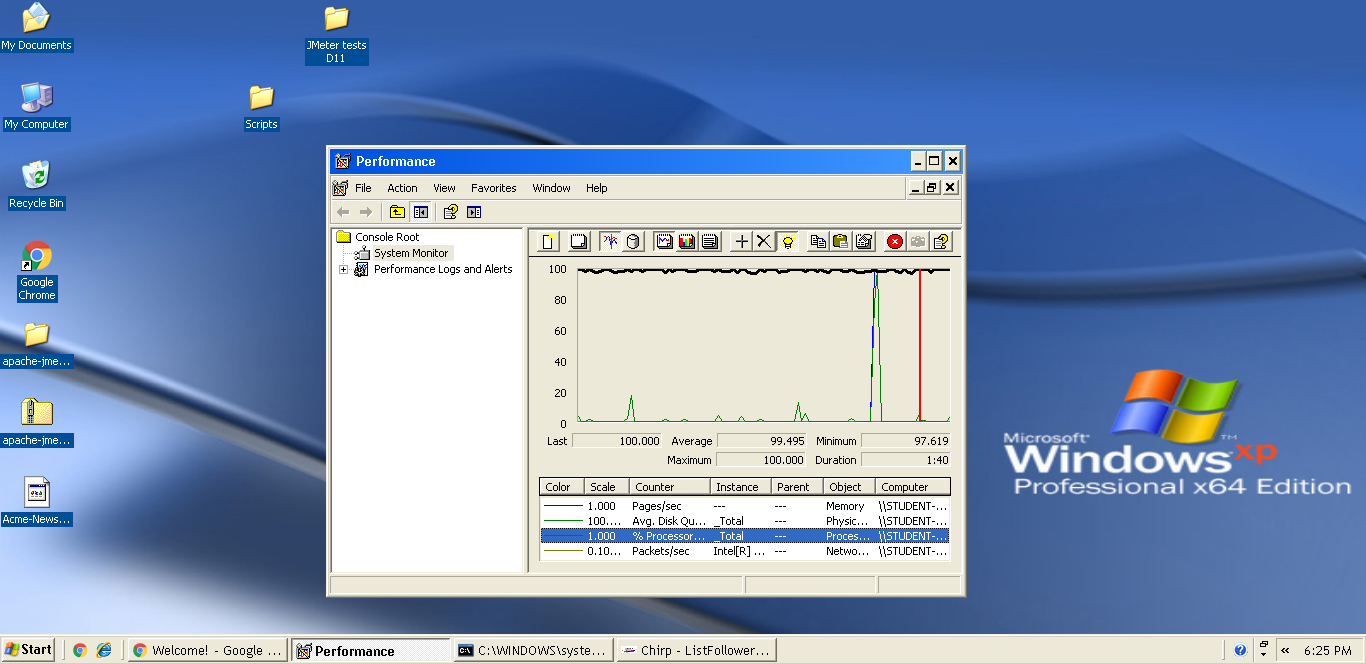 My Documents
JMeter tests
D11
My Computer
Scripts
Recycle Bin
Google
Chrome
apache-jme...
apache-jme...
Acme-News...
Performance
File Action View Favorites Window Help
Console Root
System Monitor
Performance Logs and Alerts
100
80
60
40
20
0
Last 100.000 Average 99.495 Minimum 97.619
Maximum 100.000 Duration 1:40
Color Scale Counter Instance Parent Object Computer
1.000 Pages/sec --- --- Memory \\STUDENT-...
100.... Avg. Disk Qu... _Total --- Physic... \\STUDENT-...
1.000 % Processor... _Total --- Proces... \\STUDENT-...
0.10... Packets/sec Intel[R] ... --- Netwo... \\STUDENT-...
Microsoft
Windows xp
TM
Professional x64 Edition
Start Welcome! - Google ... Performance C:\WINDOWS\syste... Chirp - ListFollower... 6:25 PM